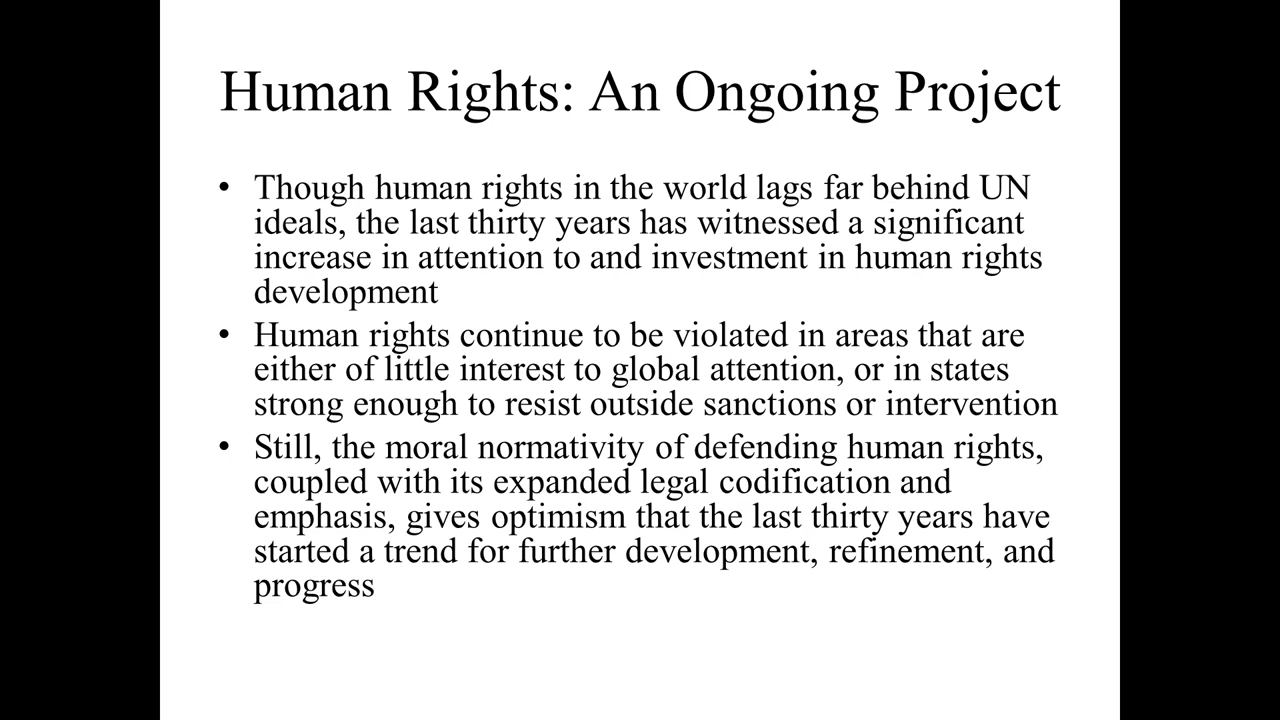 Human Rights: An Ongoing Project
• Though human rights in the world lags far behind UN
ideals, the last thirty years has witnessed a significant
increase in attention to and investment in human rights
development
• Human rights continue to be violated in areas that are
either of little interest to global attention, or in states
strong enough to resist outside sanctions or intervention
• Still, the moral normativity of defending human rights,
coupled with its expanded legal codification and
emphasis, gives optimism that the last thirty years have
started a trend for further development, refinement, and
progress